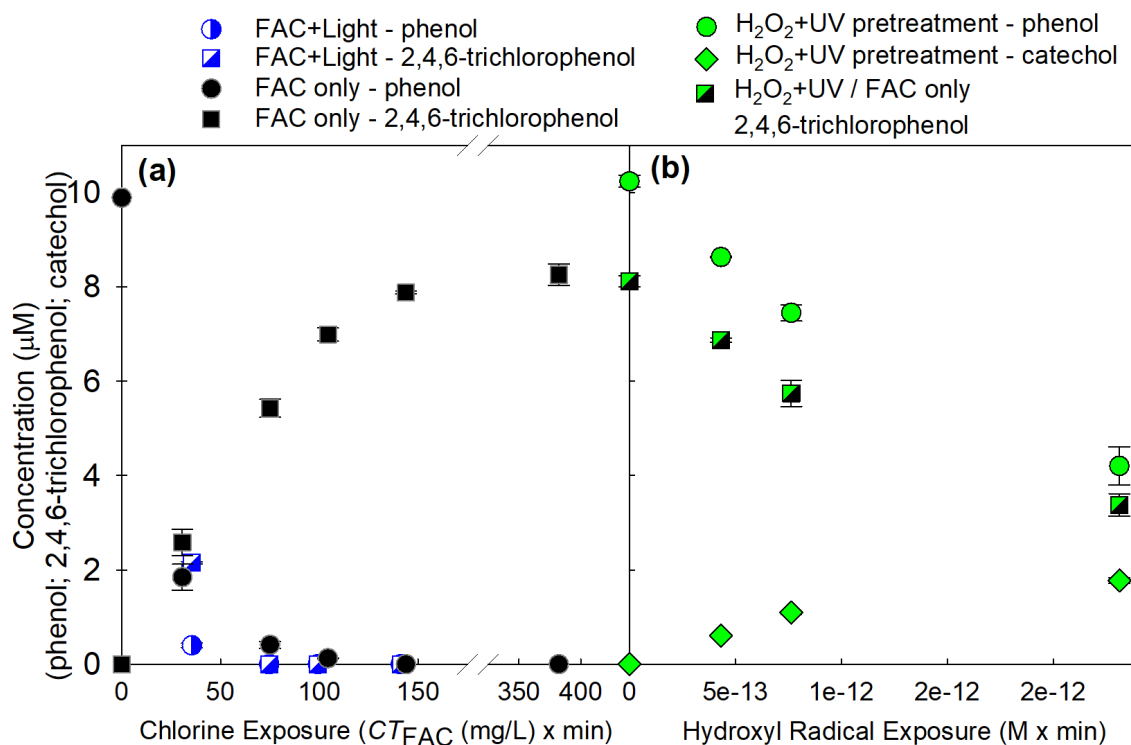 FAC+Light - phenol
FAC+Light - 2,4,6-trichlorophenol
FAC only - phenol
FAC only - 2,4,6-trichlorophenol
H₂O₂+UV pretreatment - phenol
H₂O₂+UV pretreatment - catechol
H₂O₂+UV / FAC only
2,4,6-trichlorophenol
Concentration (μM)
(phenol; 2,4,6-trichlorophenol; catechol)
10
8
6
4
2
0
(a)
(b)
0 50 100 150 350 400 0 5e-13 1e-12 2e-12 2e-12
Chlorine Exposure (CT_FAC (mg/L) x min)
Hydroxyl Radical Exposure (M x min)